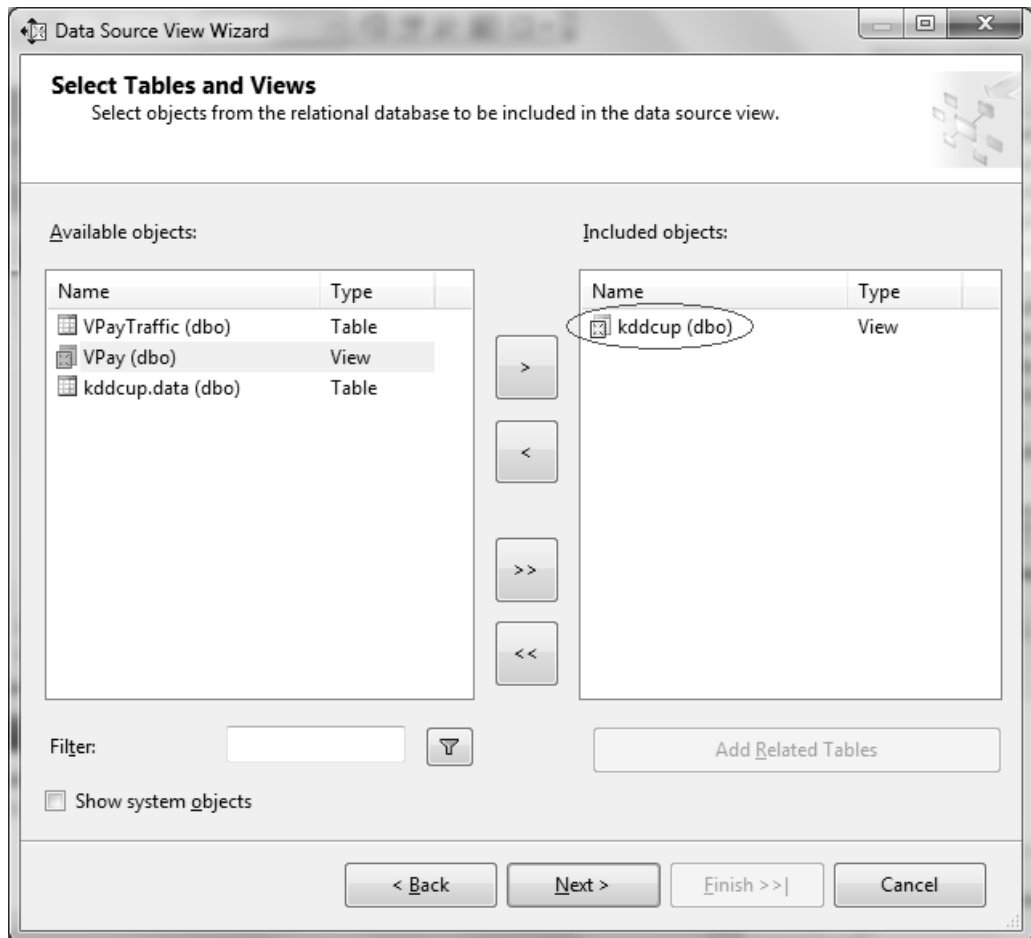 Data Source View Wizard
Select Tables and Views
Select objects from the relational database to be included in the data source view.
Available objects:
Included objects:
Name Type
VPayTraffic (dbo) Table
VPay (dbo) View
kddcup.data (dbo) Table
Name Type
kddcup (dbo) View
>
<
>>
<<
Filter:
Add Related Tables
Show system objects
< Back Next > Finish >>| Cancel